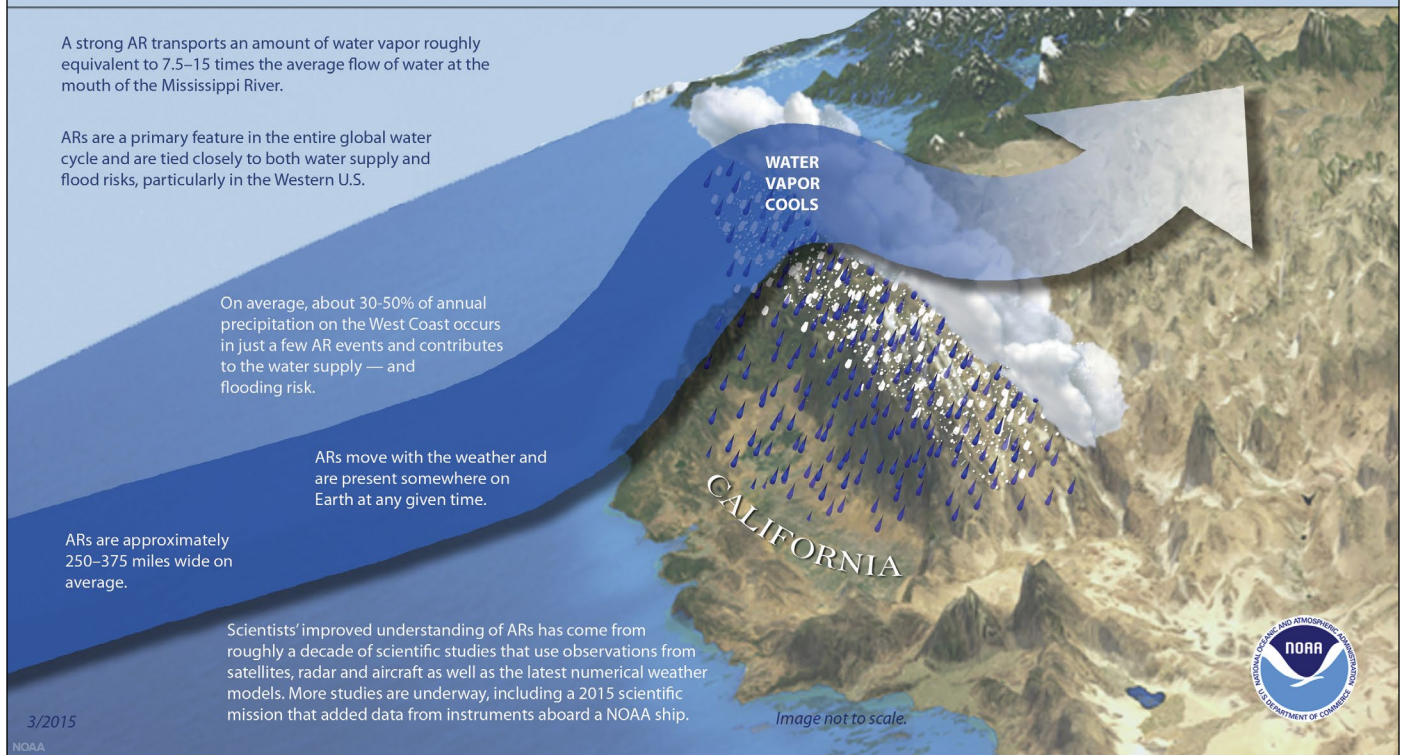 A strong AR transports an amount of water vapor roughly
equivalent to 7.5–15 times the average flow of water at the
mouth of the Mississippi River.
ARs are a primary feature in the entire global water
cycle and are tied closely to both water supply and
flood risks, particularly in the Western U.S.
WATER
VAPOR
COOLS
On average, about 30-50% of annual
precipitation on the West Coast occurs
in just a few AR events and contributes
to the water supply — and
flooding risk.
ARs move with the weather and
are present somewhere on
Earth at any given time.
ARs are approximately
250–375 miles wide on
average.
CALIFORNIA
Scientists’ improved understanding of ARs has come from
roughly a decade of scientific studies that use observations from
satellites, radar and aircraft as well as the latest numerical weather
models. More studies are underway, including a 2015 scientific
mission that added data from instruments aboard a NOAA ship.
3/2015
Image not to scale.
NATIONAL OCEANIC AND ATMOSPHERIC ADMINISTRATION
NOAA
U.S. DEPARTMENT OF COMMERCE
NOAA